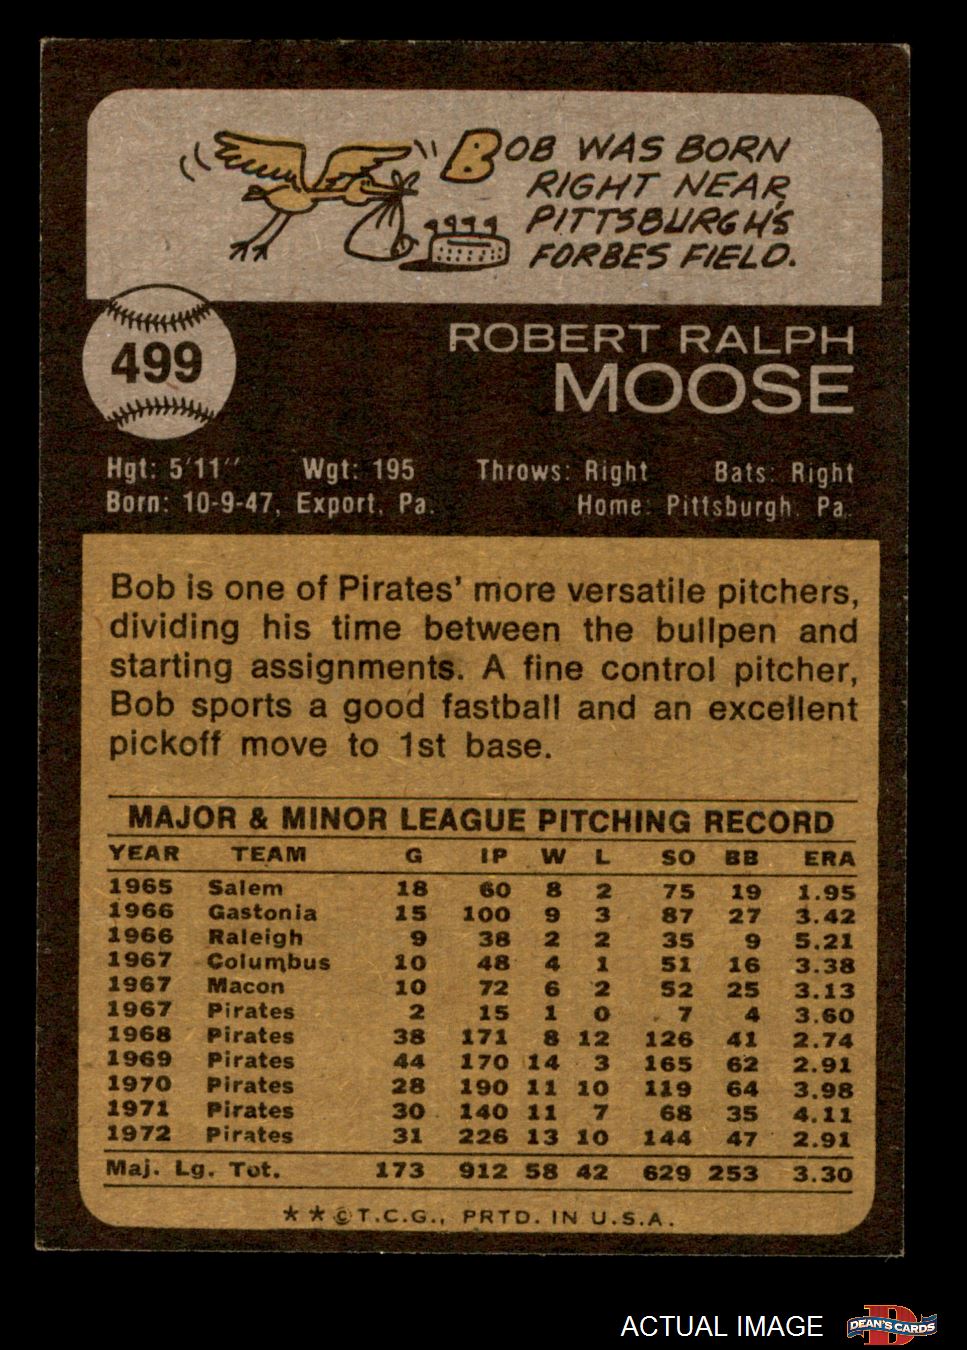 BOB WAS BORN
RIGHT NEAR
PITTSBURGH'S
FORBES FIELD.
499
ROBERT RALPH
MOOSE
Hgt: 5'11" Wgt: 195 Throws: Right Bats: Right
Born: 10-9-47, Export, Pa. Home: Pittsburgh, Pa.
Bob is one of Pirates' more versatile pitchers,
dividing his time between the bullpen and
starting assignments. A fine control pitcher,
Bob sports a good fastball and an excellent
pickoff move to 1st base.
MAJOR & MINOR LEAGUE PITCHING RECORD
YEAR TEAM G IP W L SO BB ERA
1965 Salem 18 60 8 2 75 19 1.95
1966 Gastonia 15 100 9 3 87 27 3.42
1966 Raleigh 9 38 2 2 35 9 5.21
1967 Columbus 10 48 4 1 51 16 3.38
1967 Macon 10 72 6 2 52 25 3.13
1967 Pirates 2 15 1 0 7 4 3.60
1968 Pirates 38 171 8 12 126 41 2.74
1969 Pirates 44 170 14 3 165 62 2.91
1970 Pirates 28 190 11 10 119 64 3.98
1971 Pirates 30 140 11 7 68 35 4.11
1972 Pirates 31 226 13 10 144 47 2.91
Maj. Lg. Tot. 173 912 58 42 629 253 3.30
**©T.C.G., PRTD. IN U.S.A.
ACTUAL IMAGE
D
DEAN'S CARDS